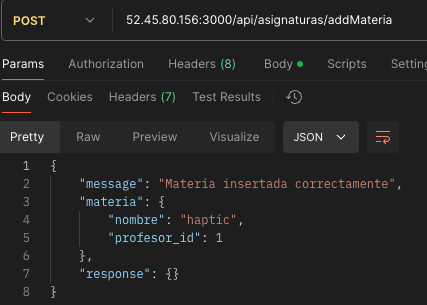 POST 52.45.80.156:3000/api/asignaturas/addMateria
Params Authorization Headers (8) Body Scripts Setting
Body Cookies Headers (7) Test Results
Pretty Raw Preview Visualize JSON
1 {
2 "message": "Materia insertada correctamente",
3 "materia": {
4 "nombre": "haptic",
5 "profesor_id": 1
6 },
7 "response": {}
8 }